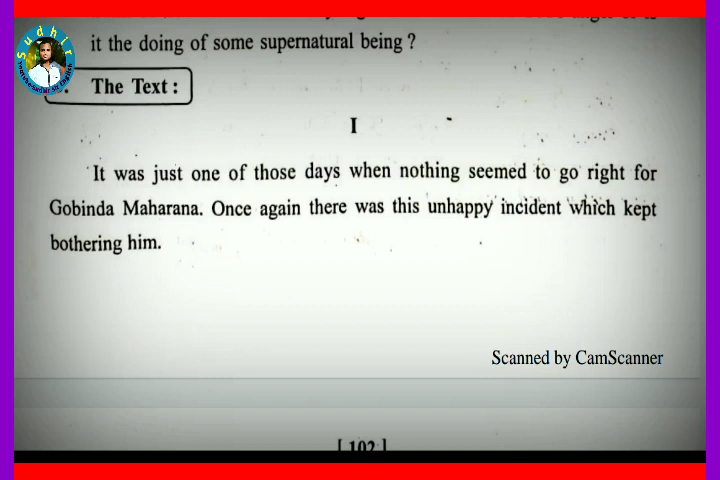 Sudhir
it the doing of some supernatural being ?
The Text :
I
It was just one of those days when nothing seemed to go right for
Gobinda Maharana. Once again there was this unhappy incident which kept
bothering him.
Scanned by CamScanner
[ 102 ]